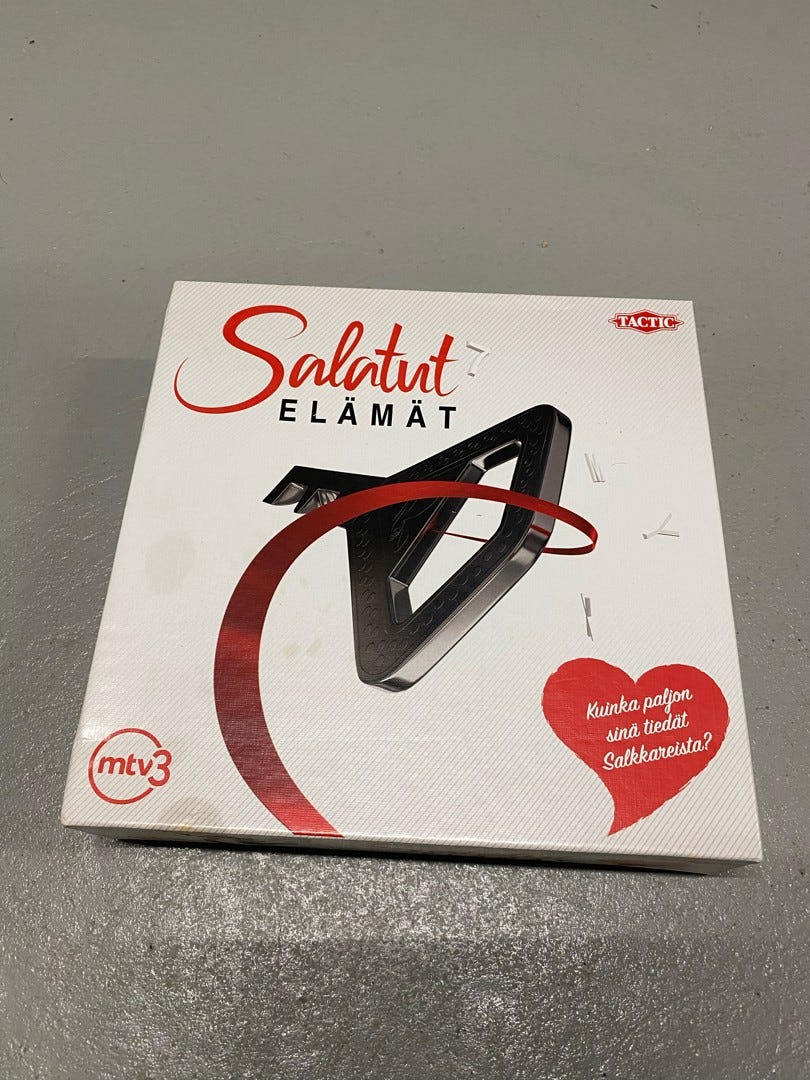 Salatut
ELÄMÄT
TACTIC
Kuinka paljon
sinä tiedät
Salkkareista?
mtv3